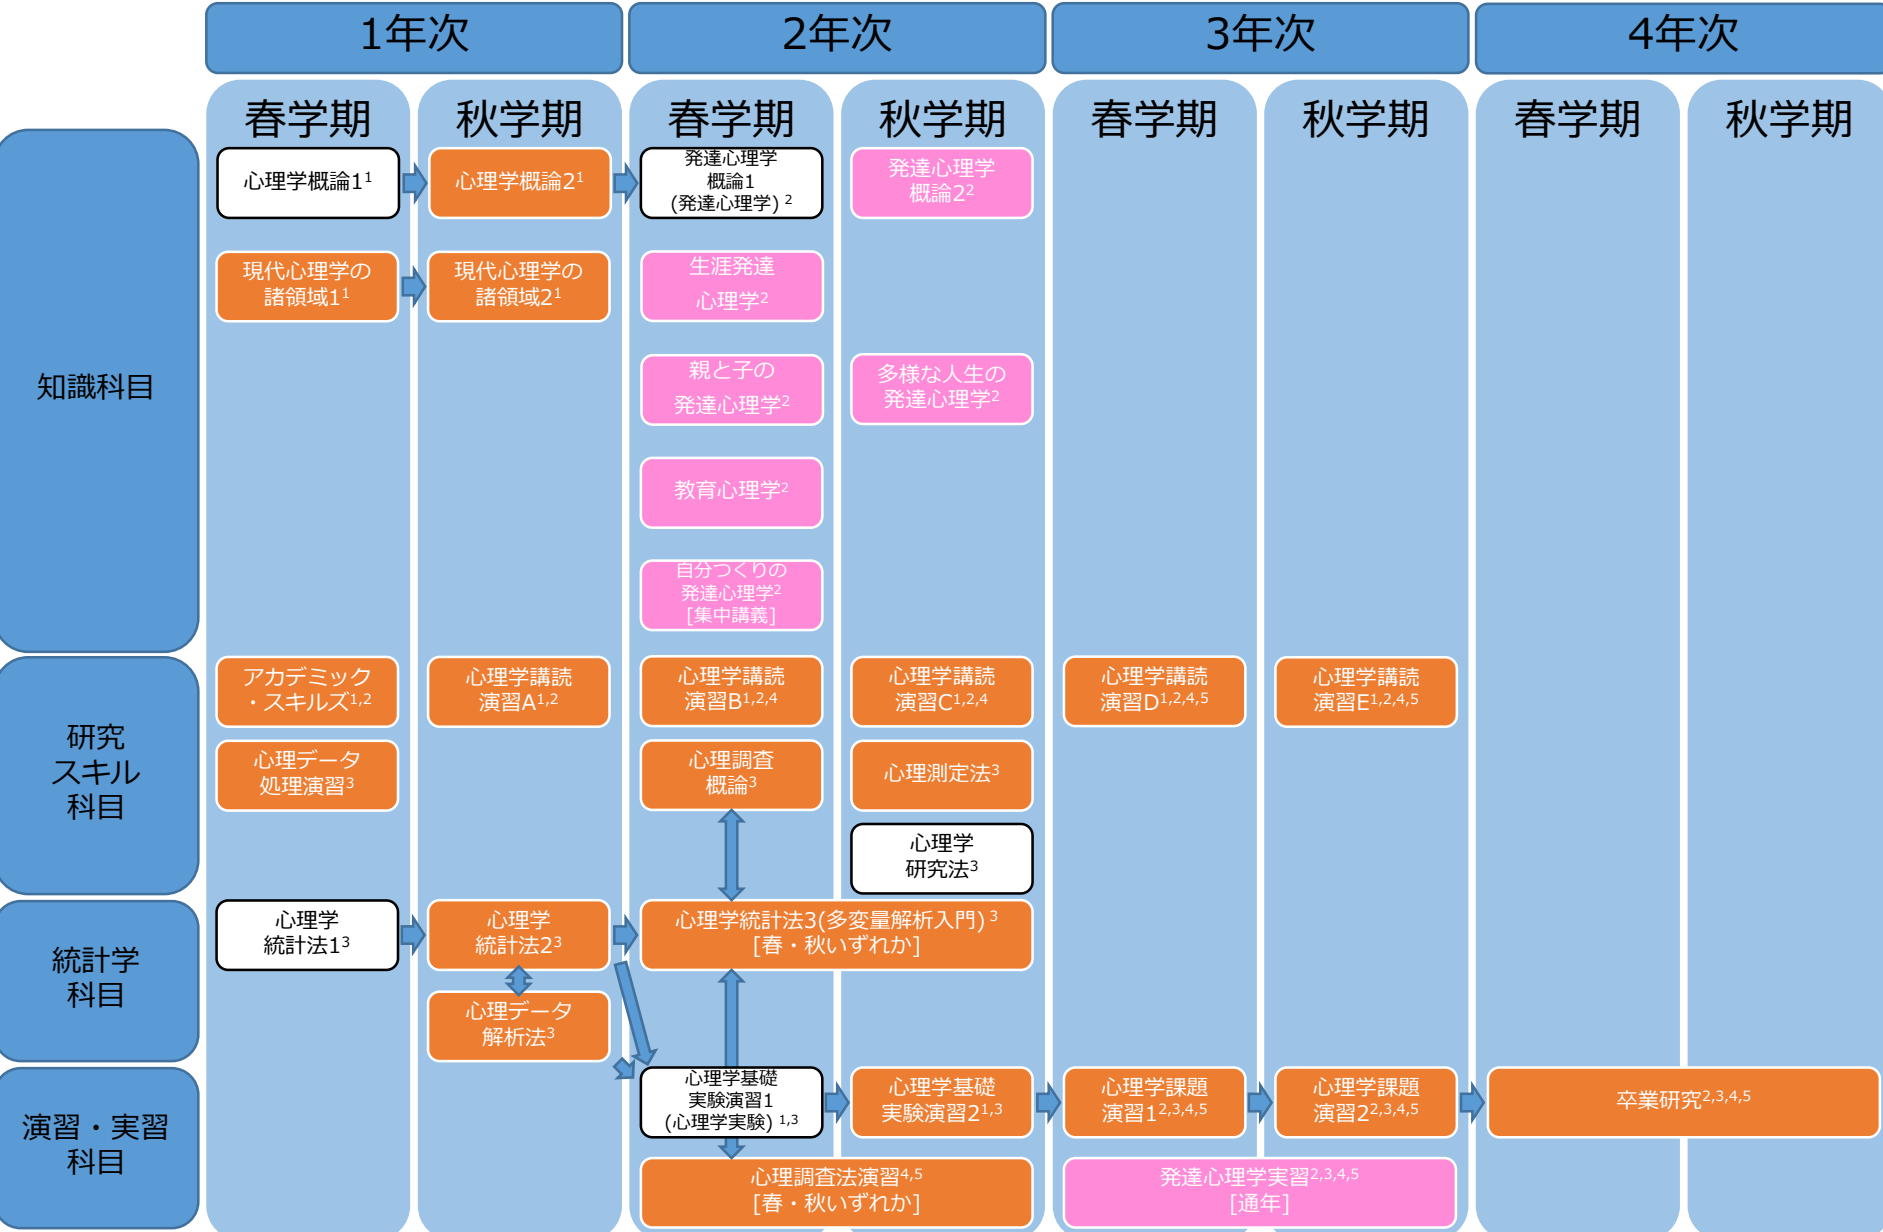 1年次
2年次
3年次
4年次
春学期
秋学期
春学期
秋学期
春学期
秋学期
春学期
秋学期
知識科目
心理学概論1¹
心理学概論2¹
発達心理学
概論1
(発達心理学) ²
発達心理学
概論2²
現代心理学の
諸領域1¹
現代心理学の
諸領域2¹
生涯発達
心理学²
親と子の
発達心理学²
多様な人生の
発達心理学²
教育心理学²
自分つくりの
発達心理学²
[集中講義]
研究
スキル
科目
アカデミック
・スキルズ¹,²
心理学講読
演習A¹,²
心理学講読
演習B¹,²,⁴
心理学講読
演習C¹,²,⁴
心理学講読
演習D¹,²,⁴,⁵
心理学講読
演習E¹,²,⁴,⁵
心理データ
処理演習³
心理調査
概論³
心理測定法³
心理学
研究法³
統計学
科目
心理学
統計法1³
心理学
統計法2³
心理学統計法3(多変量解析入門) ³
[春・秋いずれか]
心理データ
解析法³
演習・実習
科目
心理学基礎
実験演習1
(心理学実験) ¹,³
心理学基礎
実験演習2¹,³
心理学課題
演習1²,³,⁴,⁵
心理学課題
演習2²,³,⁴,⁵
卒業研究²,³,⁴,⁵
心理調査法演習⁴,⁵
[春・秋いずれか]
発達心理学実習²,³,⁴,⁵
[通年]